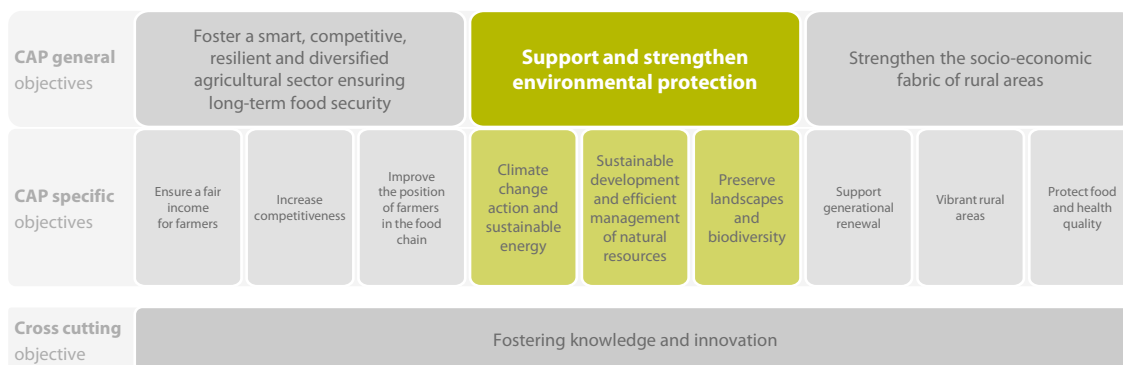 CAP general
objectives
Foster a smart, competitive,
resilient and diversified
agricultural sector ensuring
long-term food security
Support and strengthen
environmental protection
Strengthen the socio-economic
fabric of rural areas
CAP specific
objectives
Ensure a fair
income
for farmers
Increase
competitiveness
Improve
the position
of farmers
in the food
chain
Climate
change
action and
sustainable
energy
Sustainable
development
and efficient
management
of natural
resources
Preserve
landscapes
and
biodiversity
Support
generational
renewal
Vibrant rural
areas
Protect food
and health
quality
Cross cutting
objective
Fostering knowledge and innovation